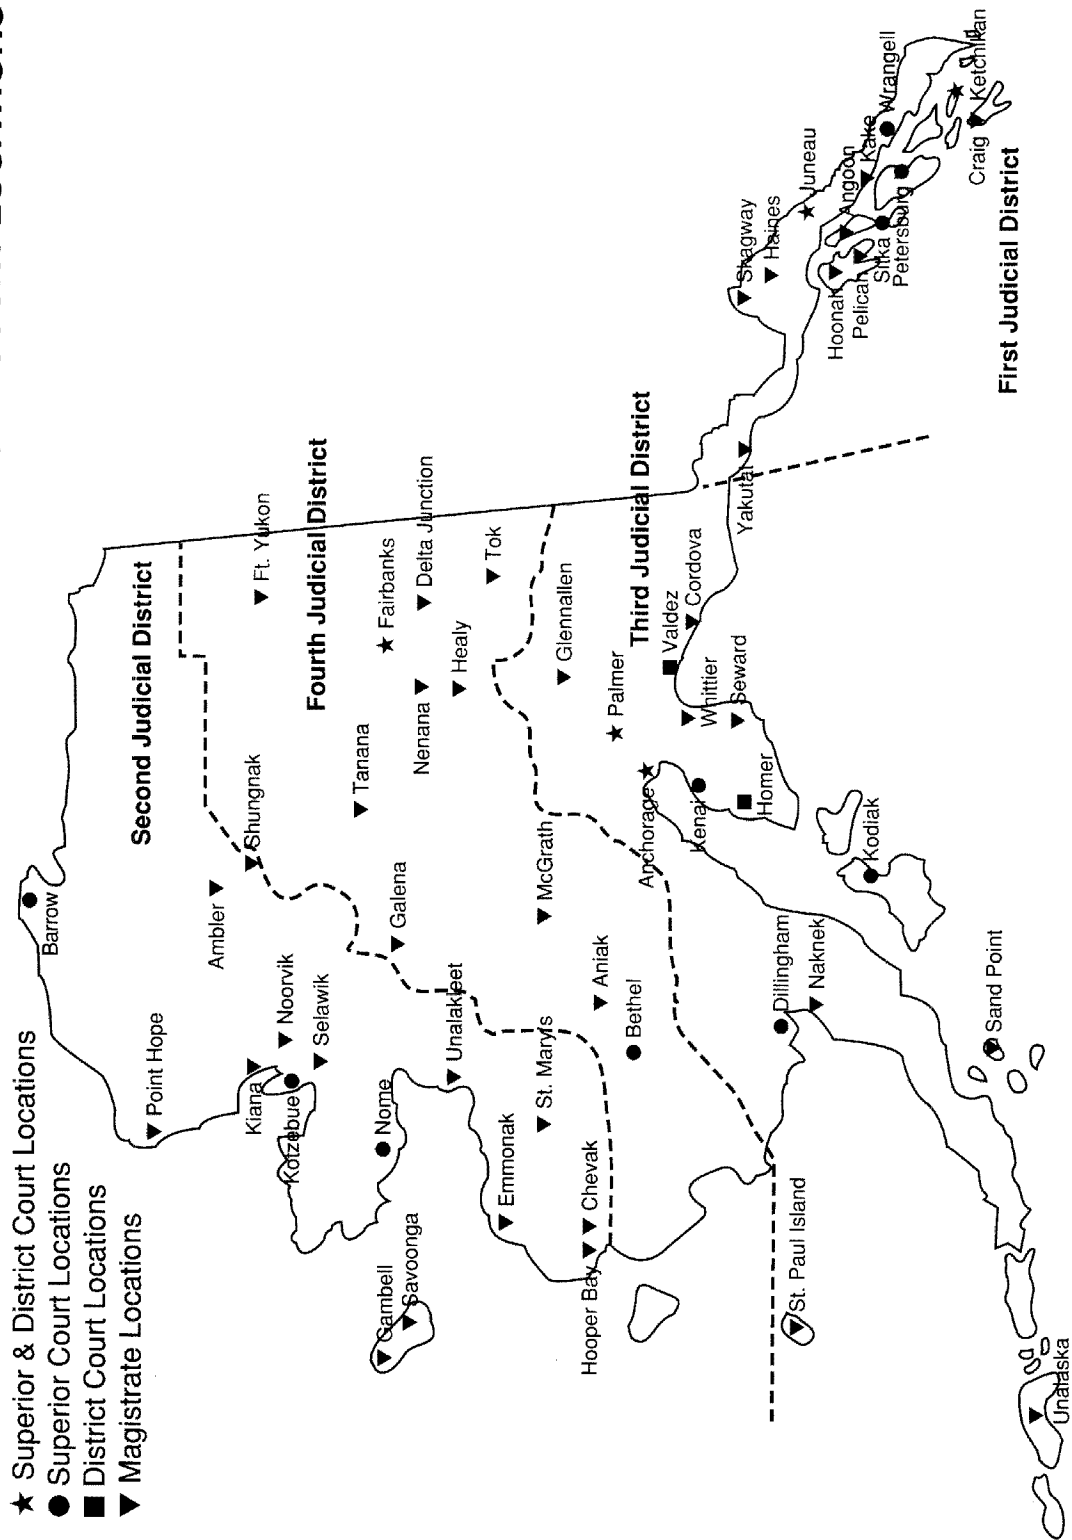 ★ Superior & District Court Locations
● Superior Court Locations
■ District Court Locations
▼ Magistrate Locations
Barrow
Point Hope
Second Judicial District
Ambler
Shungnak
Kiana
Noorvik
Kotzebue
Selawik
Ft. Yukon
Fourth Judicial District
Gambell
Savoonga
Nome
Tanana
Fairbanks
Galena
Nenana
Delta Junction
Unalakleet
Healy
Tok
Emmonak
St. Marys
McGrath
Glennallen
Hooper Bay
Chevak
Aniak
Bethel
Palmer
Third Judicial District
Anchorage
Valdez
Cordova
Kenai
Whittier
Seward
Homer
Yakutat
Skagway
Haines
Juneau
St. Paul Island
Dillingham
Naknek
Kodiak
Hoonah
Pelican
Angoon
Kake
Sitka
Petersburg
Wrangell
Craig
Ketchikan
First Judicial District
Sand Point
Unalaska